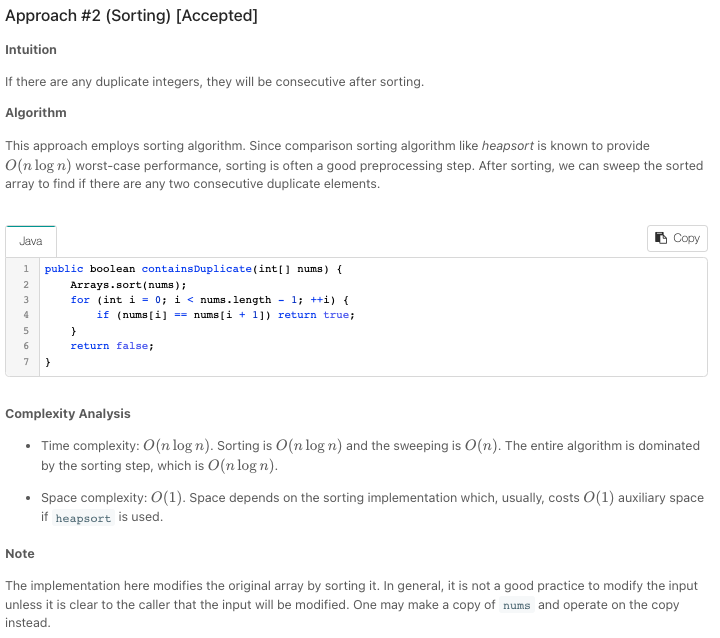 Approach #2 (Sorting) [Accepted]
Intuition
If there are any duplicate integers, they will be consecutive after sorting.
Algorithm
This approach employs sorting algorithm. Since comparison sorting algorithm like heapsort is known to provide
O(n log n) worst-case performance, sorting is often a good preprocessing step. After sorting, we can sweep the sorted
array to find if there are any two consecutive duplicate elements.
Java
Copy
1 public boolean containsDuplicate(int[] nums) {
2     Arrays.sort(nums);
3     for (int i = 0; i < nums.length - 1; ++i) {
4         if (nums[i] == nums[i + 1]) return true;
5     }
6     return false;
7 }
Complexity Analysis
• Time complexity: O(n log n). Sorting is O(n log n) and the sweeping is O(n). The entire algorithm is dominated
by the sorting step, which is O(n log n).
• Space complexity: O(1). Space depends on the sorting implementation which, usually, costs O(1) auxiliary space
if heapsort is used.
Note
The implementation here modifies the original array by sorting it. In general, it is not a good practice to modify the input
unless it is clear to the caller that the input will be modified. One may make a copy of nums and operate on the copy
instead.